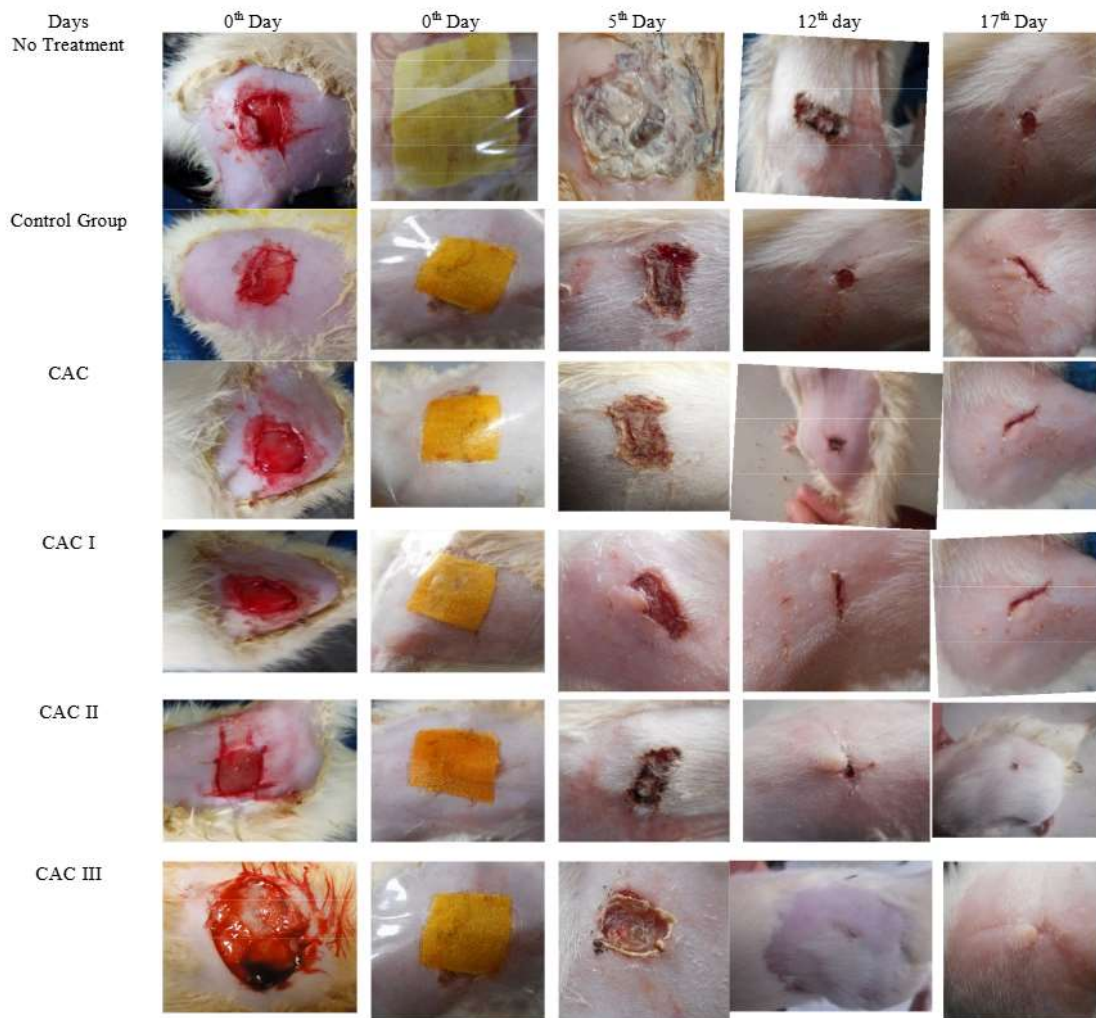 Days 0th Day 0th Day 5th Day 12th day 17th Day
No Treatment
Control Group
CAC
CAC I
CAC II
CAC III